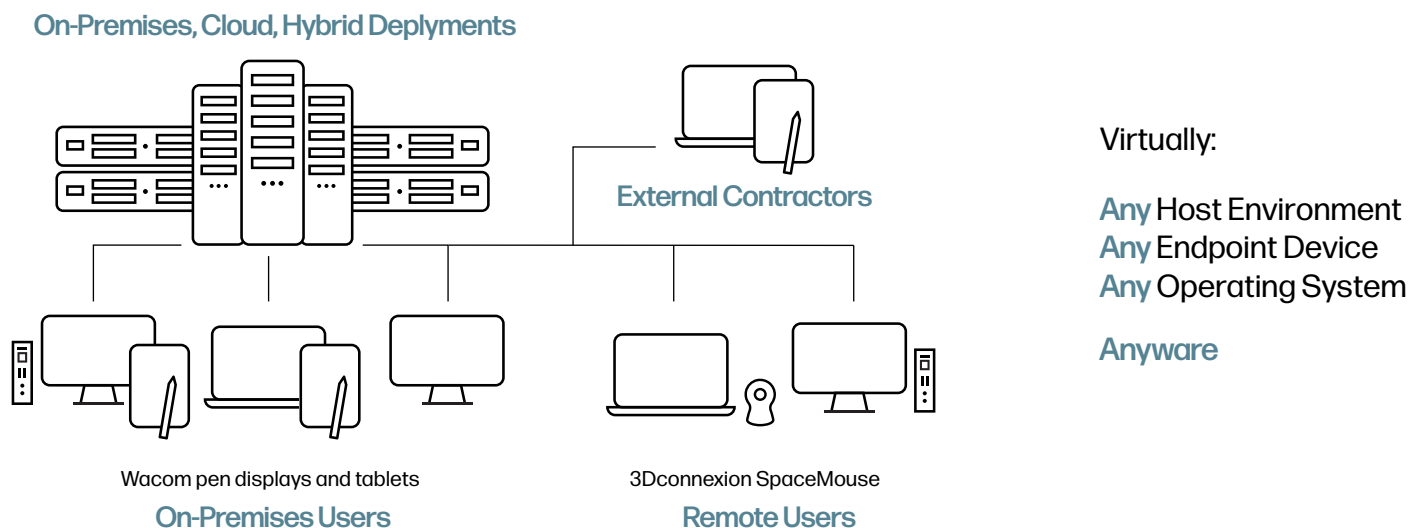 On-Premises, Cloud, Hybrid Deplyments
External Contractors
Wacom pen displays and tablets
On-Premises Users
3Dconnexion SpaceMouse
Remote Users
Virtually:
Any Host Environment
Any Endpoint Device
Any Operating System
Anyware